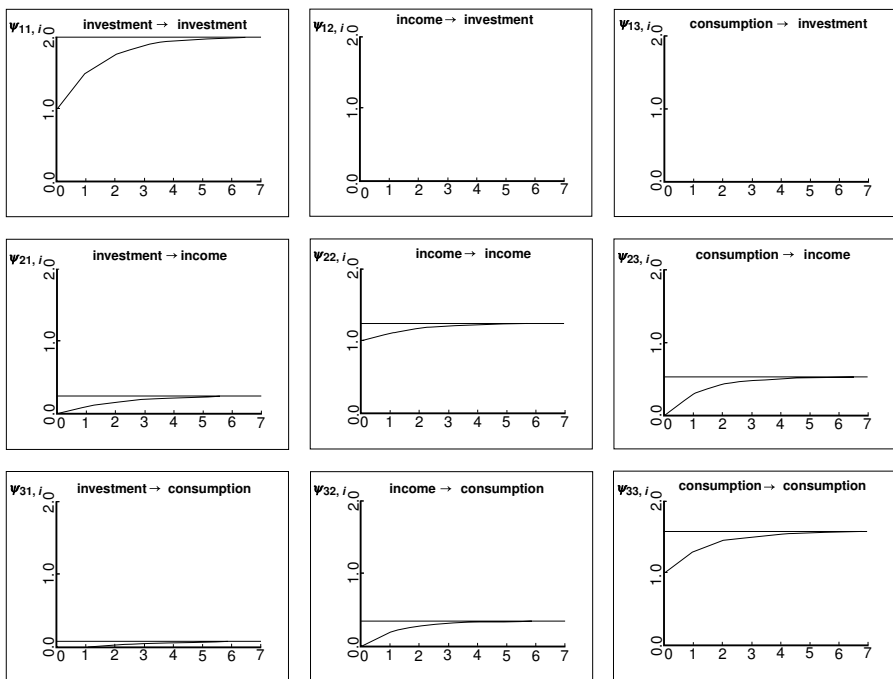 ψ11, i investment → investment
2.0
1.0
0.0
0 1 2 3 4 5 6 7
ψ12, i income → investment
2.0
1.0
0.0
0 1 2 3 4 5 6 7
ψ13, i consumption → investment
2.0
1.0
0.0
0 1 2 3 4 5 6 7
ψ21, i investment → income
2.0
1.0
0.0
0 1 2 3 4 5 6 7
ψ22, i income → income
2.0
1.0
0.0
0 1 2 3 4 5 6 7
ψ23, i consumption → income
2.0
1.0
0.0
0 1 2 3 4 5 6 7
ψ31, i investment → consumption
2.0
1.0
0.0
0 1 2 3 4 5 6 7
ψ32, i income → consumption
2.0
1.0
0.0
0 1 2 3 4 5 6 7
ψ33, i consumption → consumption
2.0
1.0
0.0
0 1 2 3 4 5 6 7